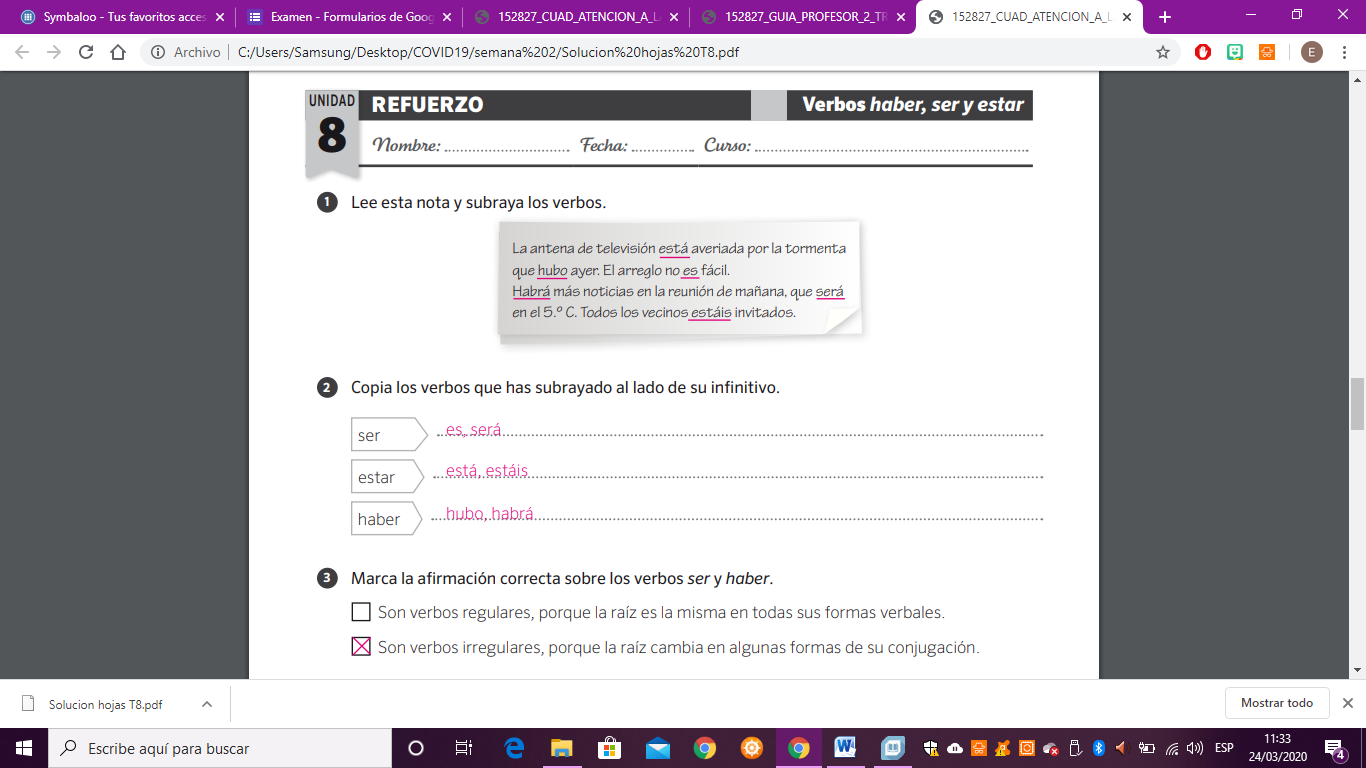 Symbaloo - Tus favoritos acces
Examen - Formularios de Goog
152827_CUAD_ATENCION_A_L
152827_GUIA_PROFESOR_2_TR
152827_CUAD_ATENCION_A_L
Archivo
C:/Users/Samsung/Desktop/COVID19/semana%202/Solucion%20hojas%20T8.pdf
E
UNIDAD
8
REFUERZO
Verbos haber, ser y estar
Nombre: Fecha: Curso:
1 Lee esta nota y subraya los verbos.
La antena de televisión está averiada por la tormenta
que hubo ayer. El arreglo no es fácil.
Habrá más noticias en la reunión de mañana, que será
en el 5.º C. Todos los vecinos estáis invitados.
2 Copia los verbos que has subrayado al lado de su infinitivo.
ser es, será
estar está, estáis
haber hubo, habrá
3 Marca la afirmación correcta sobre los verbos ser y haber.
Son verbos regulares, porque la raíz es la misma en todas sus formas verbales.
Son verbos irregulares, porque la raíz cambia en algunas formas de su conjugación.
Solucion hojas T8.pdf
Mostrar todo
Escribe aquí para buscar
ESP
11:33
24/03/2020
4